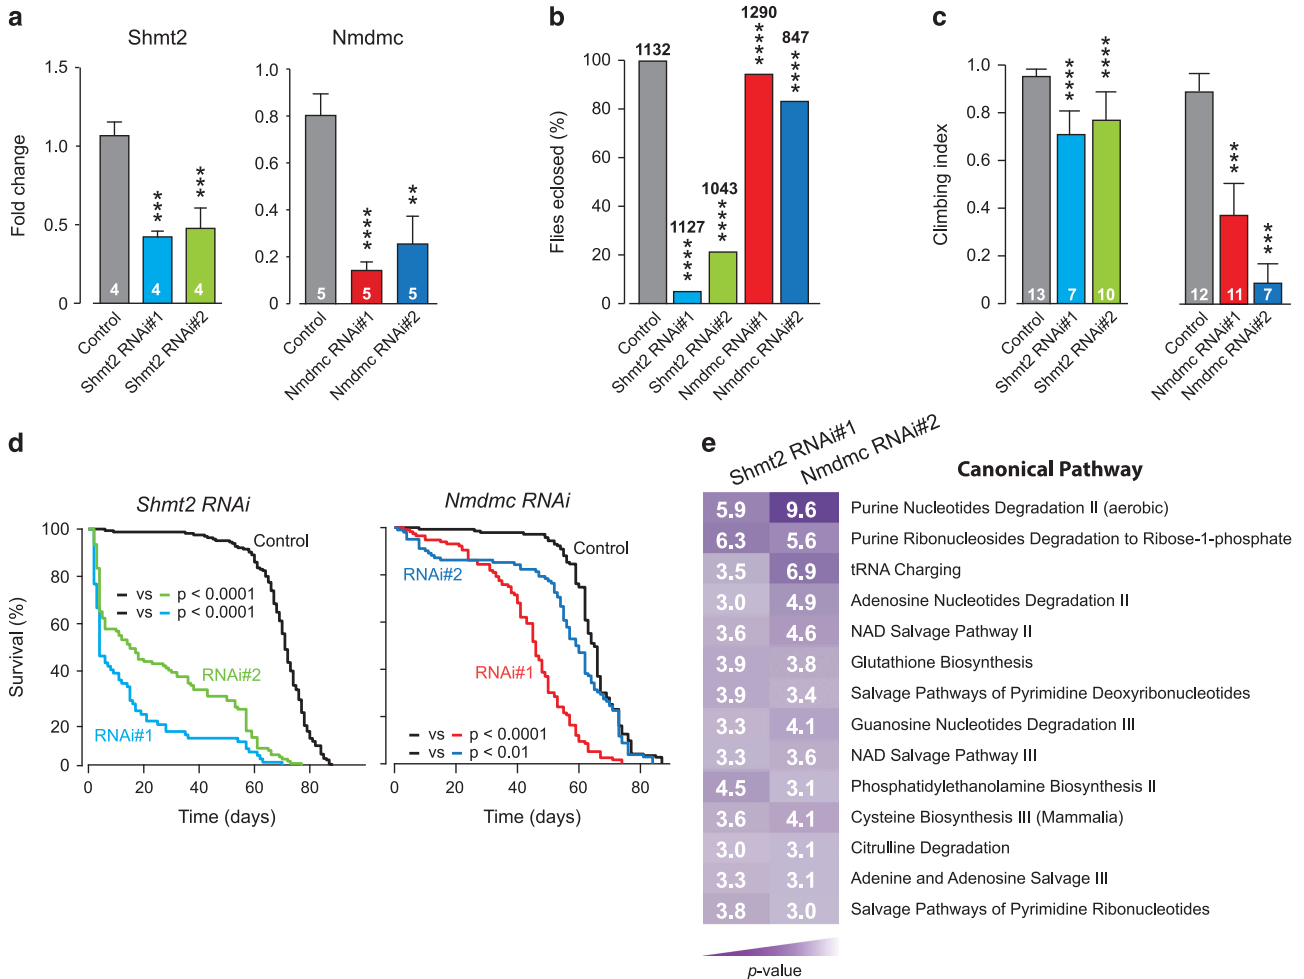 a
Shmt2
Nmdmc
Fold change
1.5
1.0
0.5
0
4
4
4
***
***
Control
Shmt2 RNAi#1
Shmt2 RNAi#2
1.0
0.8
0.6
0.4
0.2
0
5
5
5
****
**
Control
Nmdmc RNAi#1
Nmdmc RNAi#2
b
Flies eclosed (%)
100
80
60
40
20
0
1132
1127
****
1043
****
1290
****
847
****
Control
Shmt2 RNAi#1
Shmt2 RNAi#2
Nmdmc RNAi#1
Nmdmc RNAi#2
c
Climbing index
1.0
0.8
0.6
0.4
0.2
0
****
****
13
7
10
Control
Shmt2 RNAi#1
Shmt2 RNAi#2
***
***
12
11
7
Control
Nmdmc RNAi#1
Nmdmc RNAi#2
d
Shmt2 RNAi
Survival (%)
100
80
60
40
20
0
Control
vs p < 0.0001
vs p < 0.0001
RNAi#2
RNAi#1
0 20 40 60 80
Time (days)
Nmdmc RNAi
Control
RNAi#2
RNAi#1
vs p < 0.0001
vs p < 0.01
0 20 40 60 80
Time (days)
e
Shmt2 RNAi#1
Nmdmc RNAi#2
Canonical Pathway
5.9 9.6 Purine Nucleotides Degradation II (aerobic)
6.3 5.6 Purine Ribonucleosides Degradation to Ribose-1-phosphate
3.5 6.9 tRNA Charging
3.0 4.9 Adenosine Nucleotides Degradation II
3.6 4.6 NAD Salvage Pathway II
3.9 3.8 Glutathione Biosynthesis
3.9 3.4 Salvage Pathways of Pyrimidine Deoxyribonucleotides
3.3 4.1 Guanosine Nucleotides Degradation III
3.3 3.6 NAD Salvage Pathway III
4.5 3.1 Phosphatidylethanolamine Biosynthesis II
3.6 4.1 Cysteine Biosynthesis III (Mammalia)
3.0 3.1 Citrulline Degradation
3.3 3.1 Adenine and Adenosine Salvage III
3.8 3.0 Salvage Pathways of Pyrimidine Ribonucleotides
p-value